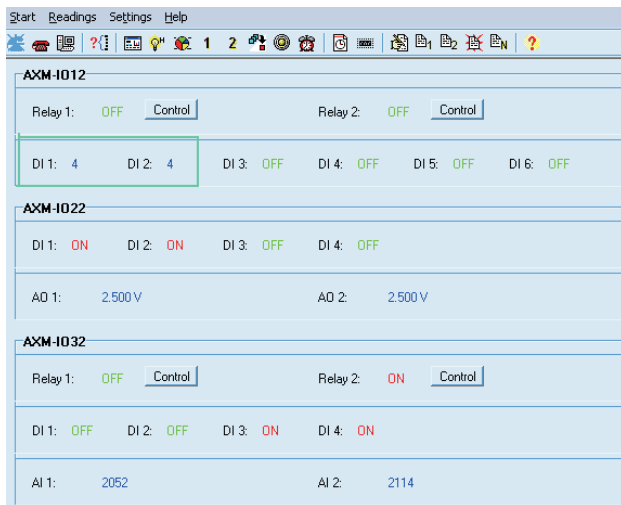 Start Readings Settings Help
?{} H 1 2 1 2 N ?
AXM-IO12
Relay 1: OFF Control Relay 2: OFF Control
DI 1: 4 DI 2: 4 DI 3: OFF DI 4: OFF DI 5: OFF DI 6: OFF
AXM-IO22
DI 1: ON DI 2: ON DI 3: OFF DI 4: OFF
AO 1: 2.500 V AO 2: 2.500 V
AXM-IO32
Relay 1: OFF Control Relay 2: ON Control
DI 1: OFF DI 2: OFF DI 3: ON DI 4: ON
AI 1: 2052 AI 2: 2114